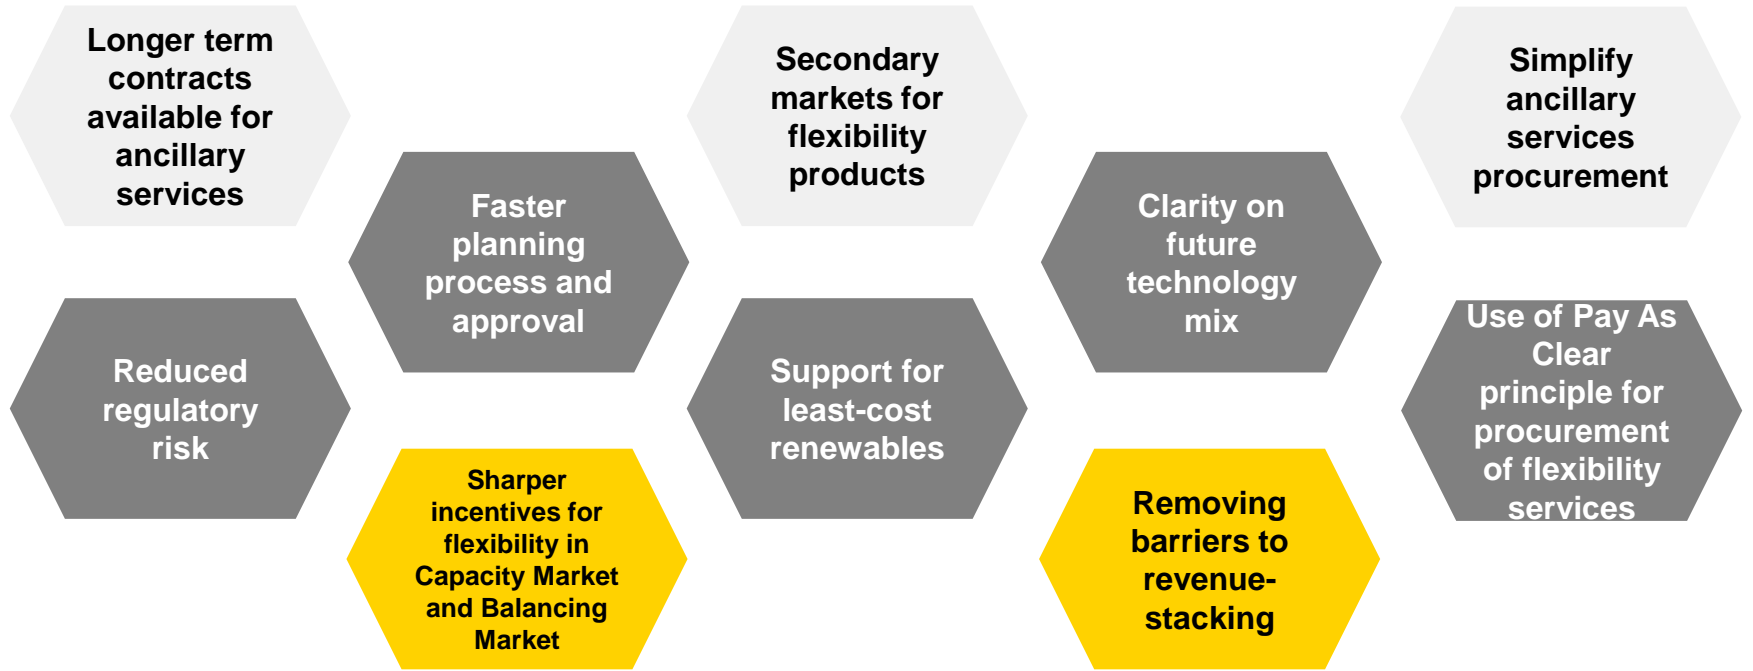 Longer term
contracts
available for
ancillary
services
Secondary
markets for
flexibility
products
Simplify
ancillary
services
procurement
Faster
planning
process and
approval
Clarity on
future
technology
mix
Reduced
regulatory
risk
Support for
least-cost
renewables
Use of Pay As
Clear
principle for
procurement
of flexibility
services
Sharper
incentives for
flexibility in
Capacity Market
and Balancing
Market
Removing
barriers to
revenue-
stacking